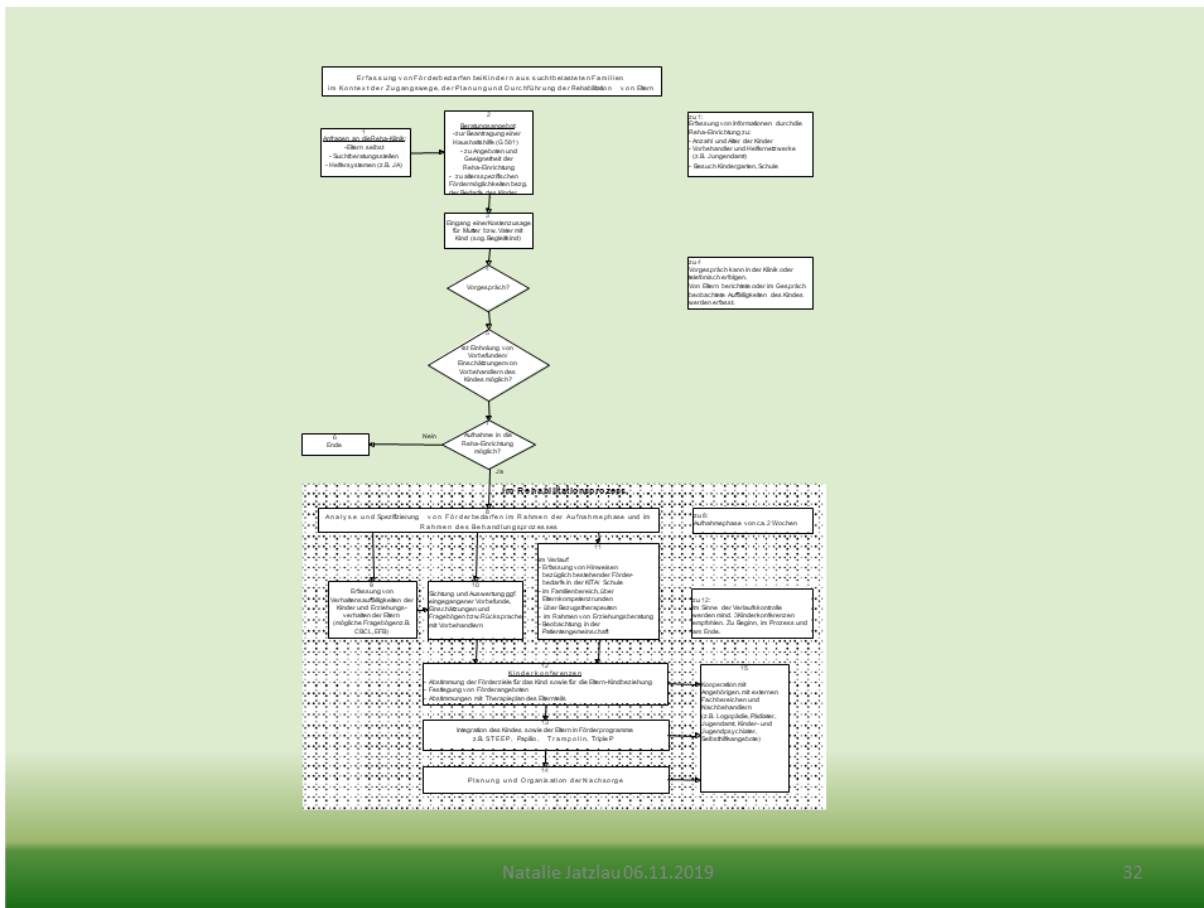 Erfassung von Förderbedarfen bei Kindern aus suchtbelasteten Familien
im Kontext der Zugangswege, der Planung und Durchführung der Rehabilitation von Eltern
1
Anfragen an die Reha-Klinik:
-Eltern selbst
- Suchtberatungsstellen
- Helfersystemen (z.B. JA)
2
Beratungsangebot
-zur Beantragung einer
Haushaltshilfe (G 581)
- zu Angeboten und
Geeignetheit der
Reha-Einrichtung
- zu altersspezifischen
Fördermöglichkeiten bezg.
der Bedarfe des Kinder
zu 1:
Erfassung von Informationen durch die
Reha-Einrichtung zu:
- Anzahl und Alter der Kinder
- Vorbehandler und Helfernetzwerke
(z.B. Jungendamt)
- Besuch Kindergarten, Schule
3
Eingang einer Kostenzusage
für Mutter bzw. Vater mit
Kind (sog. Begleitkind)
4
Vorgespräch?
zu 4
Vorgespräch kann in der Klinik oder
telefonisch erfolgen.
Von Eltern berichtete oder im Gespräch
beobachtete Auffälligkeiten des Kindes
werden erfasst.
5
Ist Einholung von
Vorbefunden/
Einschätzungen von
Vorbehandlern des
Kindes möglich?
7
Aufnahme in die
Reha-Einrichtung
möglich?
Nein
6
Ende
Ja
Im Rehabilitationsprozess
8
Analyse und Spezifizierung von Förderbedarfen im Rahmen der Aufnahmephase und im
Rahmen des Behandlungsprozesses
zu 8:
Aufnahmephase von ca. 2 Wochen
9
Erfassung von
Verhaltensauffälligkeiten der
Kinder und Erziehungs-
verhalten der Eltern
(mögliche Fragebögen z.B.
CBCL, EFB)
10
Sichtung und Auswertung ggf.
eingegangener Vorbefunde,
Einschätzungen und
Fragebögen bzw. Rücksprache
mit Vorbehandlern
11
im Verlauf
- Erfassung von Hinweisen
bezüglich bestehender Förder-
bedarfe in der KITA/ Schule
- im Familienbereich, über
Elternkompetenzrunden
- über Bezugstherapeuten
- im Rahmen von Erziehungsberatung
- Beobachtung in der
Patientengemeinschaft
zu 12:
Im Sinne der Verlaufskontrolle
werden mind. 3 Kinderkonferenzen
empfohlen. Zu Beginn, im Prozess und
am Ende.
12
Kinderkonferenzen
- Abstimmung der Förderziele für das Kind sowie für die Eltern-Kindbeziehung
- Festlegung von Förderangeboten
- Abstimmungen mit Therapieplan des Elternteils
13
Integration des Kindes sowie der Eltern in Förderprogramme
z.B. STEEP, Papilio, Trampolin, Triple P
14
Planung und Organisation der Nachsorge
15
Kooperation mit
Angehörigen, mit externen
Fachbereichen und
Nachbehandlern
(z.B. Logopädie, Pädiater,
Jugendamt, Kinder- und
Jugendpsychiater,
Selbsthilfeangebote)
Natalie Jatzlau 06.11.2019
32